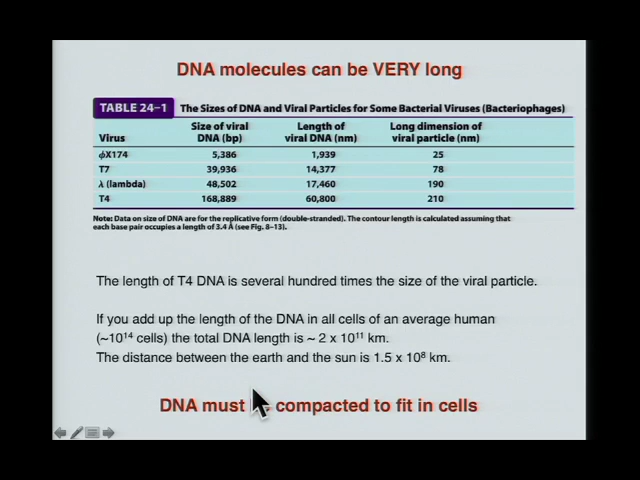 DNA molecules can be VERY long
TABLE 24–1 The Sizes of DNA and Viral Particles for Some Bacterial Viruses (Bacteriophages)
Size of viral Length of Long dimension of
Virus DNA (bp) viral DNA (nm) viral particle (nm)
ϕX174 5,386 1,939 25
T7 39,936 14,377 78
λ (lambda) 48,502 17,460 190
T4 168,889 60,800 210
Note: Data on size of DNA are for the replicative form (double-stranded). The contour length is calculated assuming that
each base pair occupies a length of 3.4 Å (see Fig. 8–13).
The length of T4 DNA is several hundred times the size of the viral particle.
If you add up the length of the DNA in all cells of an average human
(~10¹⁴ cells) the total DNA length is ~ 2 x 10¹¹ km.
The distance between the earth and the sun is 1.5 x 10⁸ km.
DNA must compacted to fit in cells